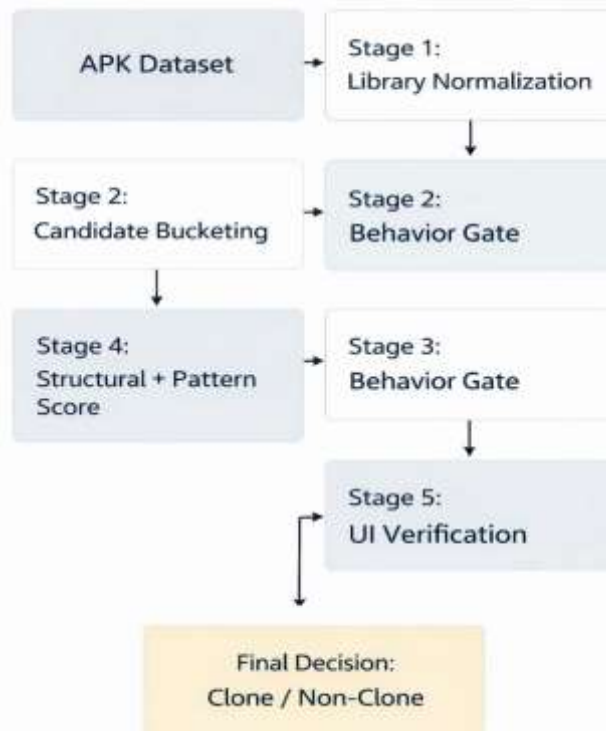 APK Dataset
Stage 1:
Library Normalization
Stage 2:
Candidate Bucketing
Stage 2:
Behavior Gate
Stage 4:
Structural + Pattern
Score
Stage 3:
Behavior Gate
Stage 5:
UI Verification
Final Decision:
Clone / Non-Clone